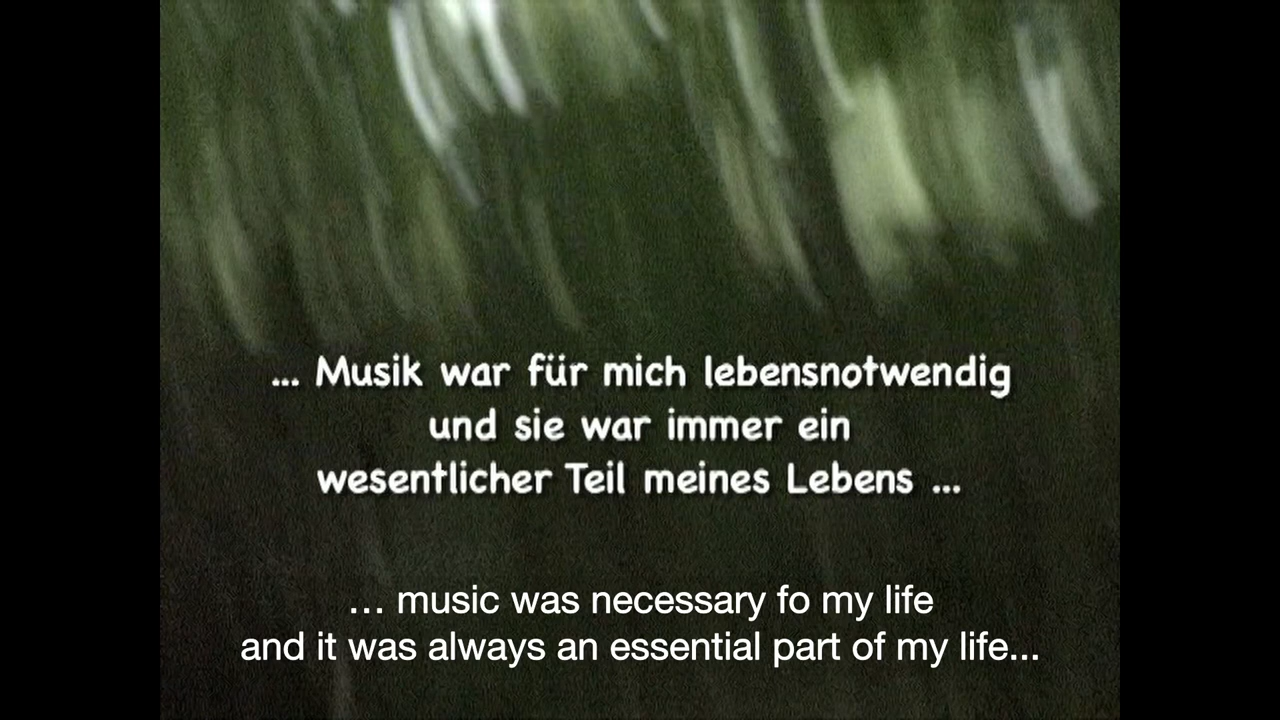 ... Musik war für mich lebensnotwendig
und sie war immer ein
wesentlicher Teil meines Lebens ...
… music was necessary fo my life
and it was always an essential part of my life...